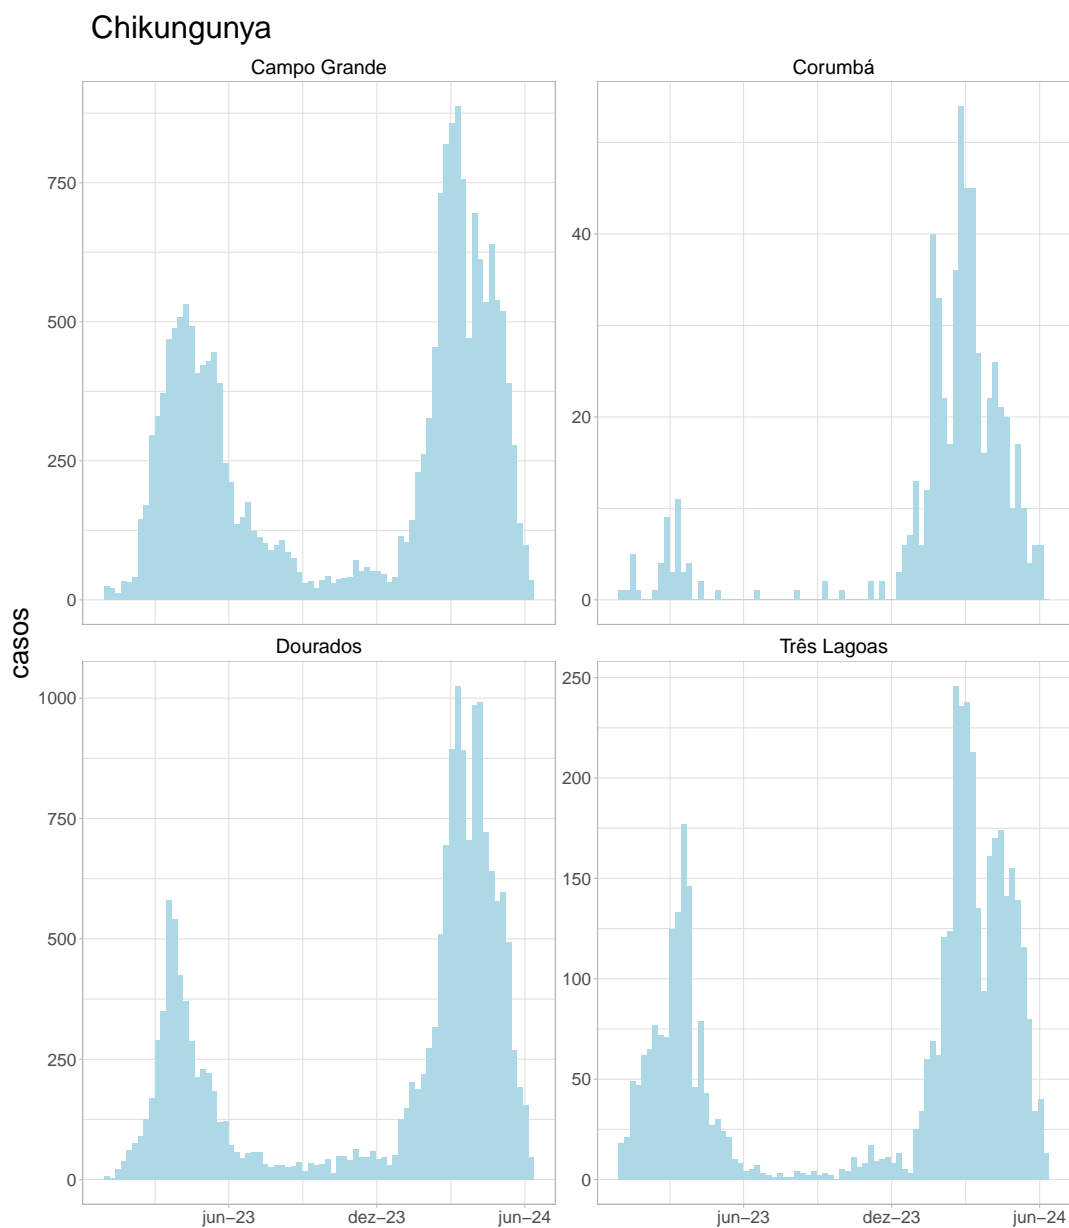 Chikungunya
Campo Grande
Corumbá
750
500
250
0
40
20
0
casos
Dourados
Três Lagoas
1000
750
500
250
0
250
200
150
100
50
0
jun–23
dez–23
jun–24
jun–23
dez–23
jun–24